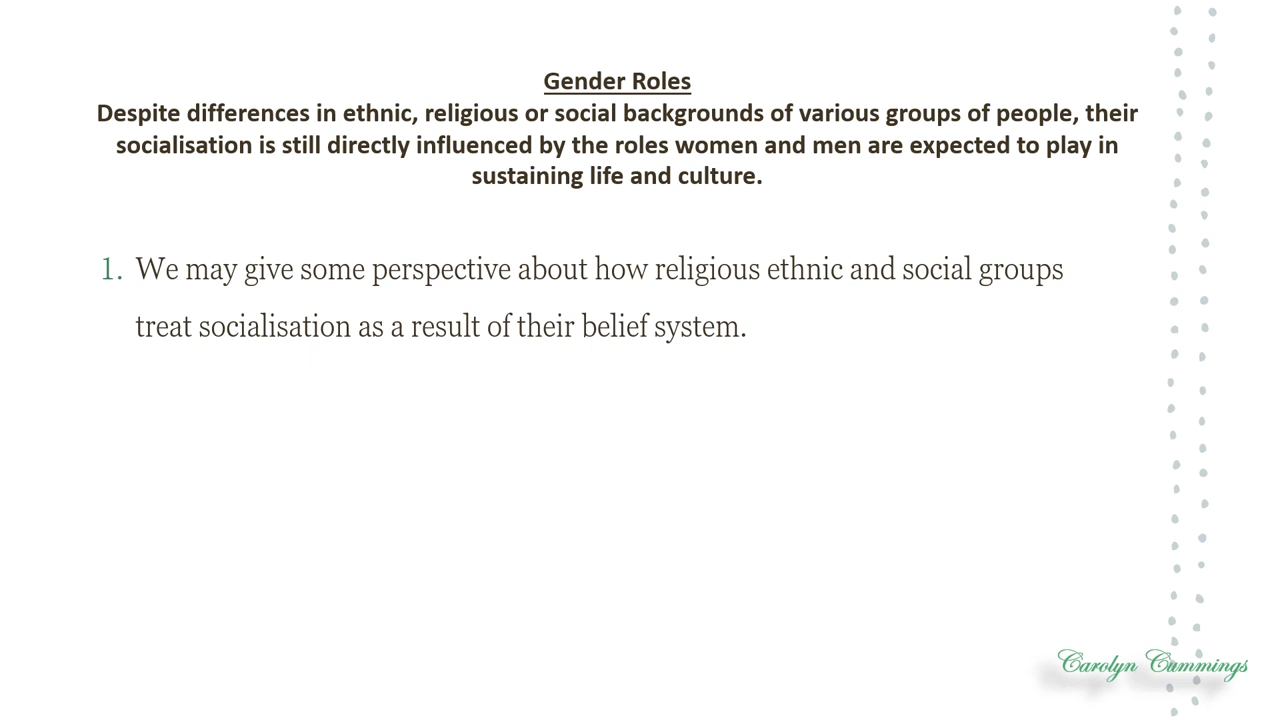 Gender Roles
Despite differences in ethnic, religious or social backgrounds of various groups of people, their
socialisation is still directly influenced by the roles women and men are expected to play in
sustaining life and culture.
1. We may give some perspective about how religious ethnic and social groups
treat socialisation as a result of their belief system.
Carolyn Cummings